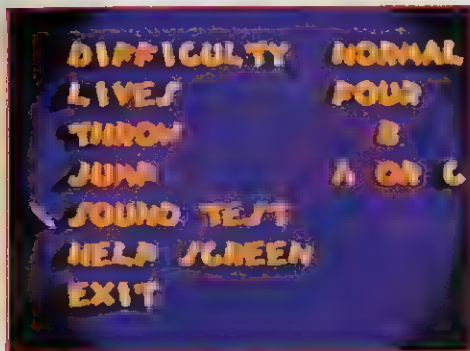 DIFFICULTY NORMAL
LIVES FOUR
THROW B
JUMP A OR C
SOUND TEST
HELP SCREEN
EXIT